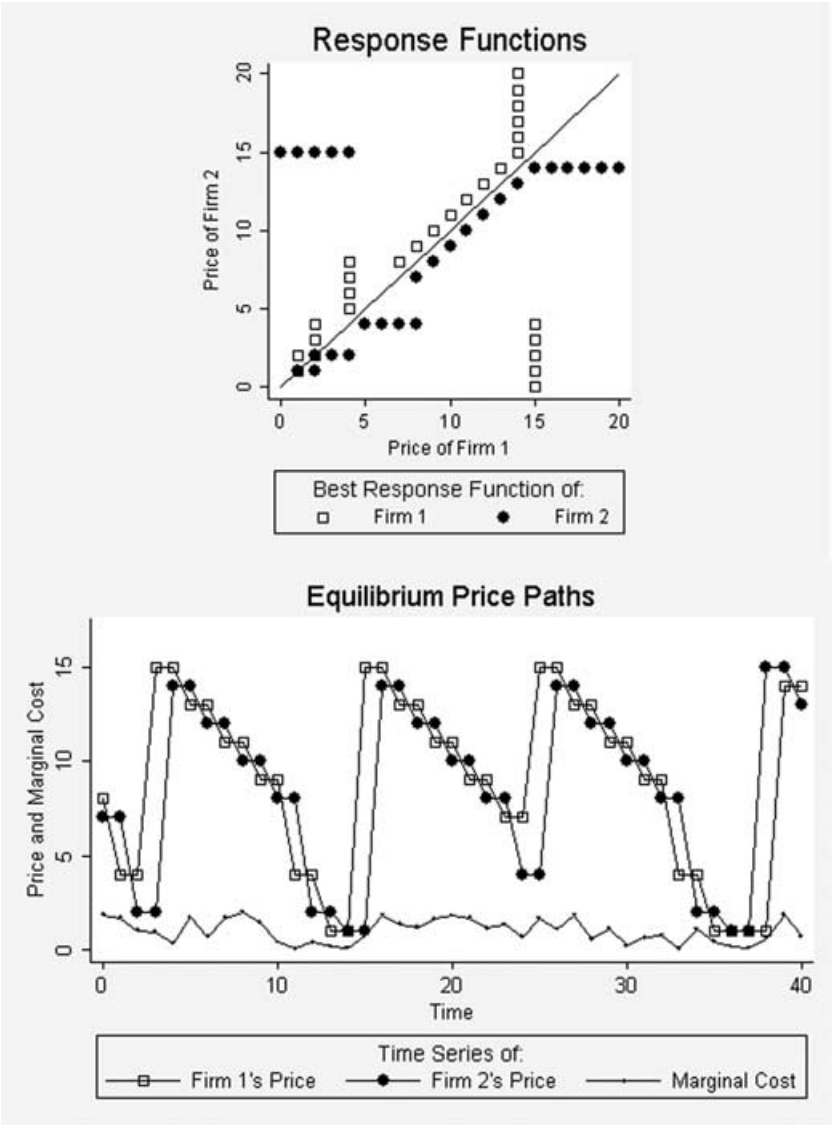 Response Functions
20
15
10
5
0
Price of Firm 2
0 5 10 15 20
Price of Firm 1
Best Response Function of:
Firm 1 Firm 2
Equilibrium Price Paths
15
10
5
0
Price and Marginal Cost
0 10 20 30 40
Time
Time Series of:
Firm 1's Price Firm 2's Price Marginal Cost